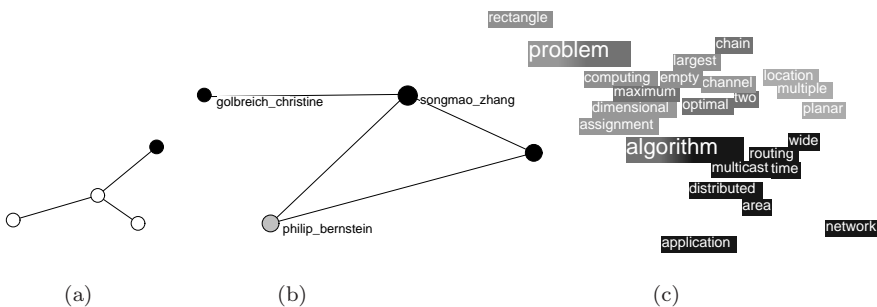 golbreich_christine
songmao_zhang
philip_bernstein
rectangle
problem
chain
largest
computing
empty
channel
location
maximum
multiple
dimensional
optimal
two
planar
assignment
algorithm
wide
routing
multicast
time
distributed
area
network
application
(a)
(b)
(c)